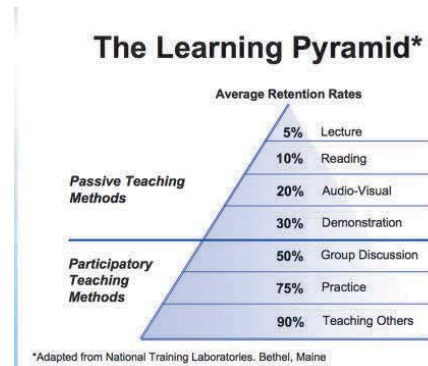 The Learning Pyramid*
Average Retention Rates
5% Lecture
10% Reading
Passive Teaching
Methods
20% Audio-Visual
30% Demonstration
Participatory
Teaching
Methods
50% Group Discussion
75% Practice
90% Teaching Others
*Adapted from National Training Laboratories. Bethel, Maine